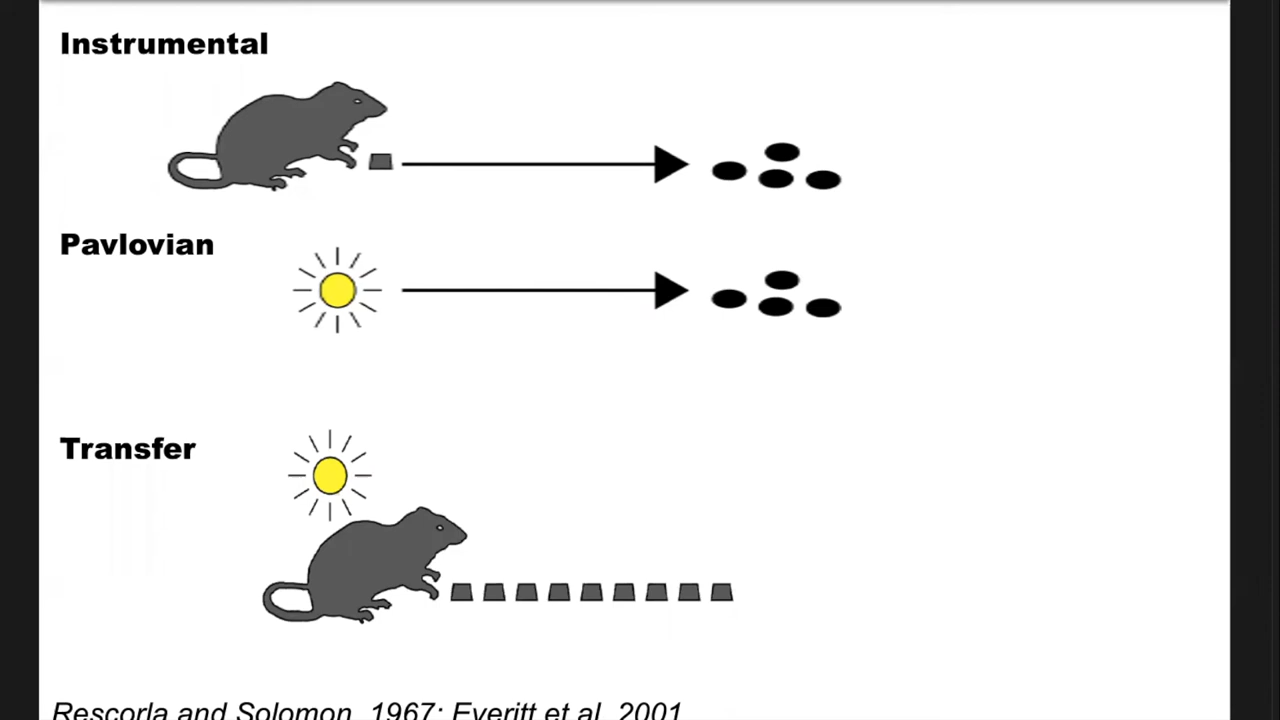 Instrumental
Pavlovian
Transfer
Rescorla and Solomon, 1967; Everitt et al, 2001